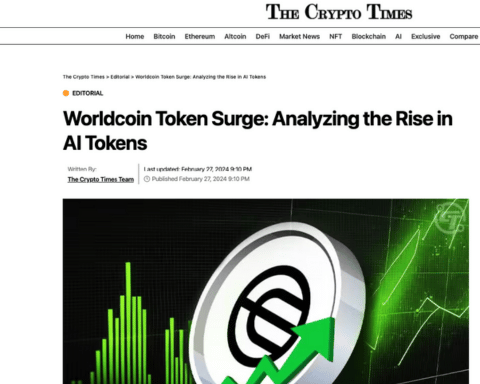 THE CRYPTO TIMES
Home Bitcoin Ethereum Altcoin DeFi Market News NFT Blockchain AI Exclusive Compare
The Crypto Times > Editorial > Worldcoin Token Surge: Analyzing the Rise in AI Tokens
EDITORIAL
Worldcoin Token Surge: Analyzing the Rise in
AI Tokens
Written By: Last updated: February 27, 2024 9:10 PM
The Crypto Times Team Published February 27, 2024 9:10 PM